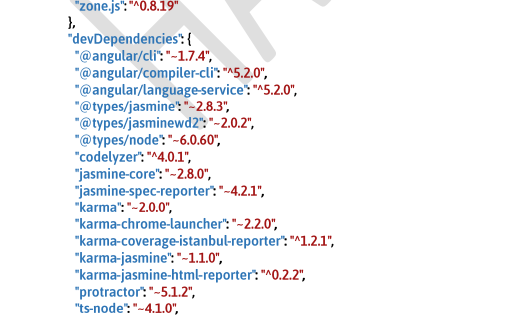 "zone.js": "^0.8.19"
},
"devDependencies": {
"@angular/cli": "~1.7.4",
"@angular/compiler-cli": "^5.2.0",
"@angular/language-service": "^5.2.0",
"@types/jasmine": "~2.8.3",
"@types/jasminewd2": "~2.0.2",
"@types/node": "~6.0.60",
"codelyzer": "^4.0.1",
"jasmine-core": "~2.8.0",
"jasmine-spec-reporter": "~4.2.1",
"karma": "~2.0.0",
"karma-chrome-launcher": "~2.2.0",
"karma-coverage-istanbul-reporter": "^1.2.1",
"karma-jasmine": "~1.1.0",
"karma-jasmine-html-reporter": "^0.2.2",
"protractor": "~5.1.2",
"ts-node": "~4.1.0",